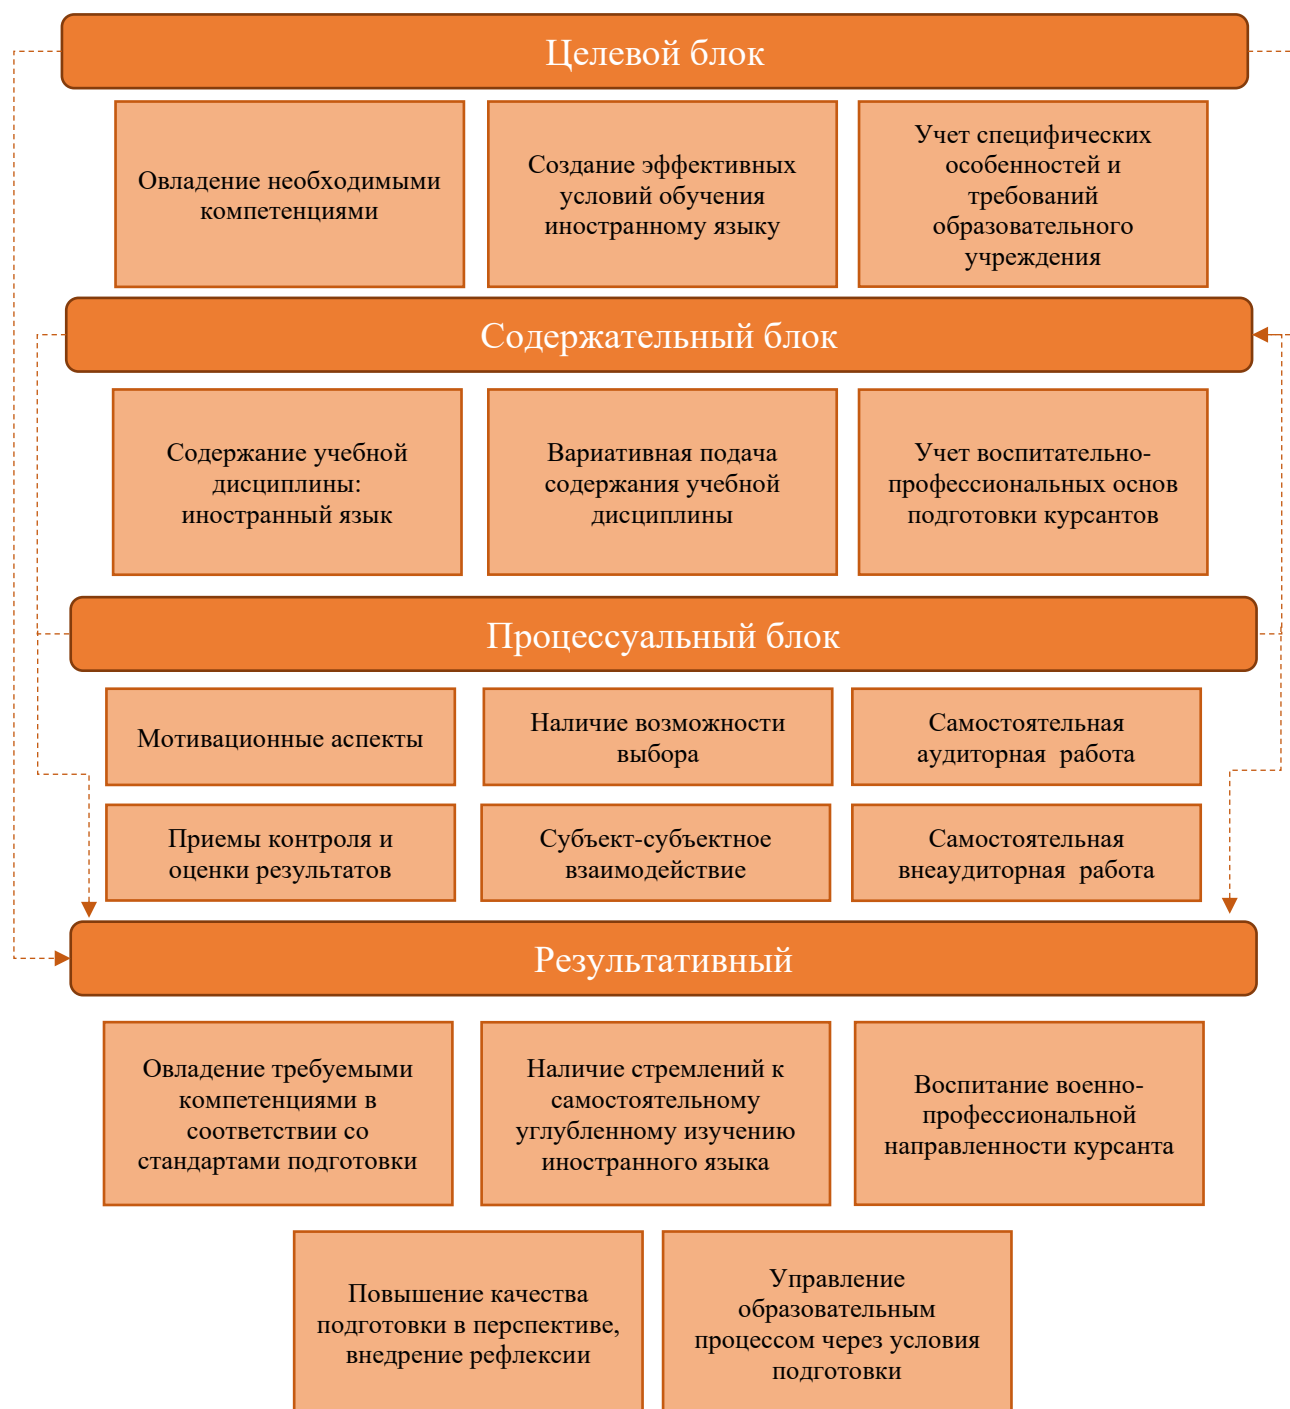 Целевой блок
Овладение необходимыми
компетенциями
Создание эффективных
условий обучения
иностранному языку
Учет специфических
особенностей и
требований
образовательного
учреждения
Содержательный блок
Содержание учебной
дисциплины:
иностранный язык
Вариативная подача
содержания учебной
дисциплины
Учет воспитательно-
профессиональных основ
подготовки курсантов
Процессуальный блок
Мотивационные аспекты
Наличие возможности
выбора
Самостоятельная
аудиторная работа
Приемы контроля и
оценки результатов
Субъект-субъектное
взаимодействие
Самостоятельная
внеаудиторная работа
Результативный
Овладение требуемыми
компетенциями в
соответствии со
стандартами подготовки
Наличие стремлений к
самостоятельному
углубленному изучению
иностранного языка
Воспитание военно-
профессиональной
направленности курсанта
Повышение качества
подготовки в перспективе,
внедрение рефлексии
Управление
образовательным
процессом через условия
подготовки